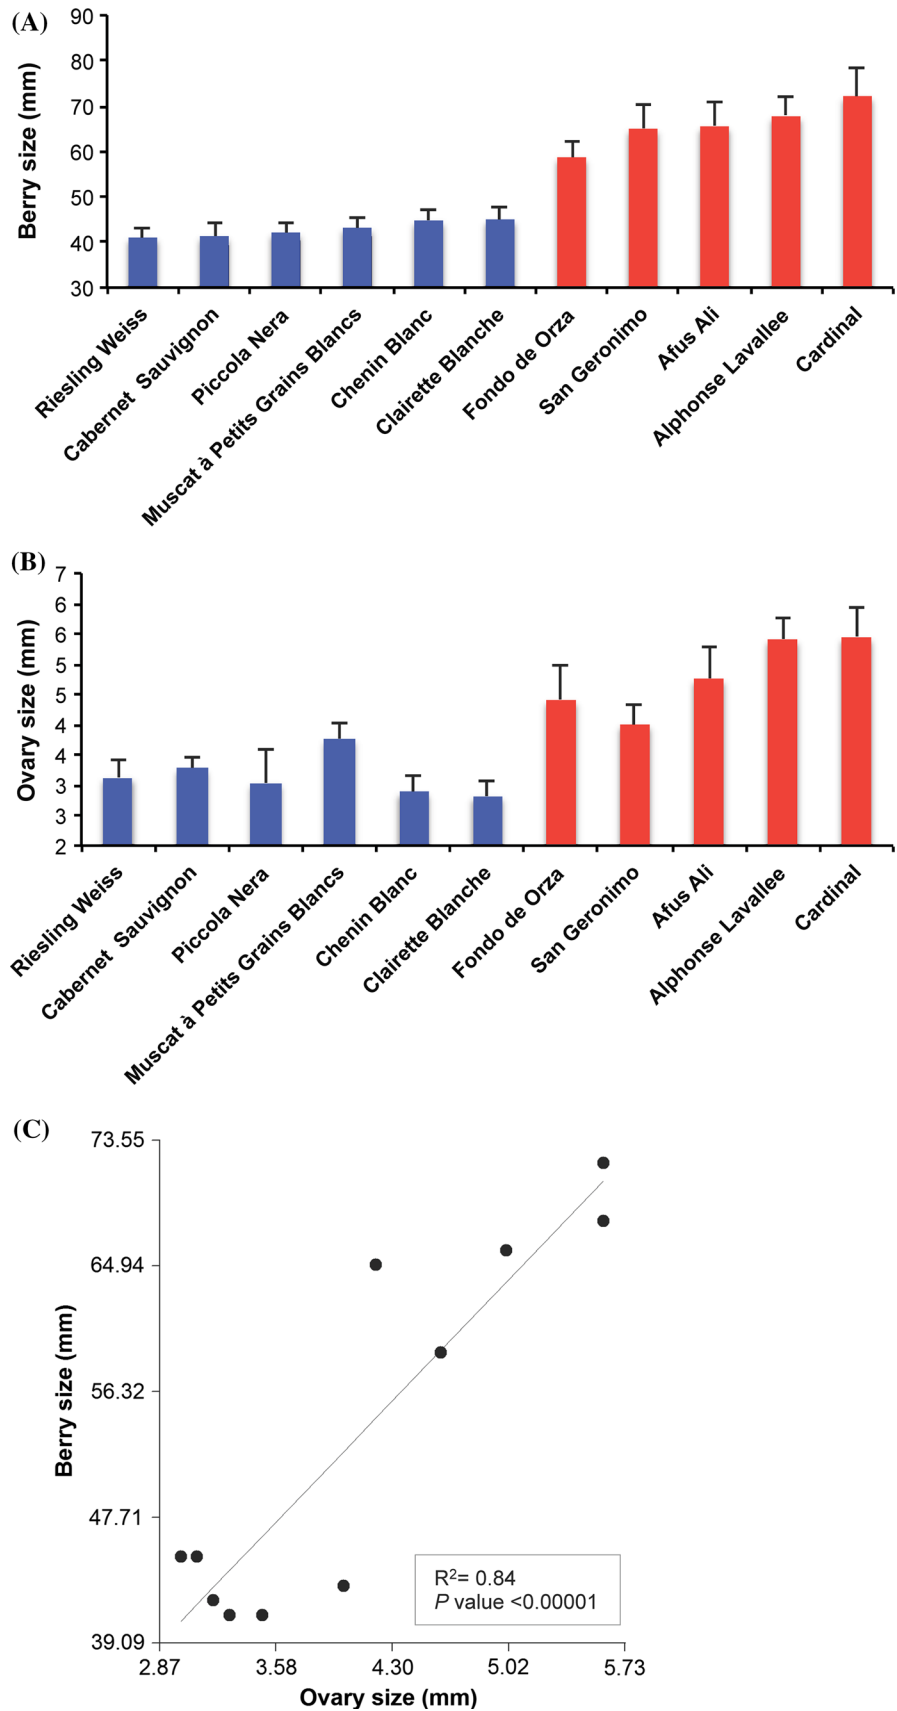 (A)
Berry size (mm)
90
80
70
60
50
40
30
Riesling Weiss
Cabernet Sauvignon
Piccola Nera
Muscat à Petits Grains Blancs
Chenin Blanc
Clairette Blanche
Fondo de Orza
San Geronimo
Afus Ali
Alphonse Lavallee
Cardinal
(B)
Ovary size (mm)
7
6
6
5
5
4
4
3
3
2
Riesling Weiss
Cabernet Sauvignon
Piccola Nera
Muscat à Petits Grains Blancs
Chenin Blanc
Clairette Blanche
Fondo de Orza
San Geronimo
Afus Ali
Alphonse Lavallee
Cardinal
(C)
Berry size (mm)
73.55
64.94
56.32
47.71
39.09
R²= 0.84
P value <0.00001
2.87 3.58 4.30 5.02 5.73
Ovary size (mm)